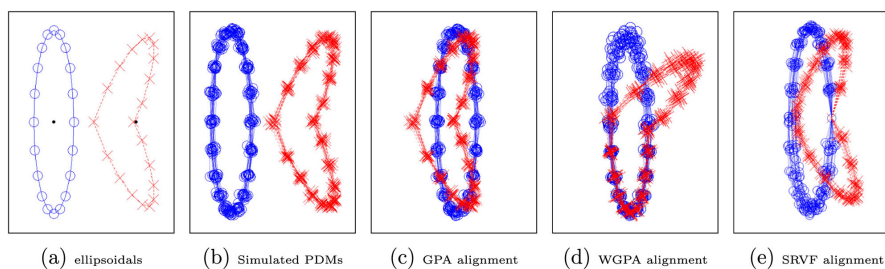 (a) ellipsoidals
(b) Simulated PDMs
(c) GPA alignment
(d) WGPA alignment
(e) SRVF alignment